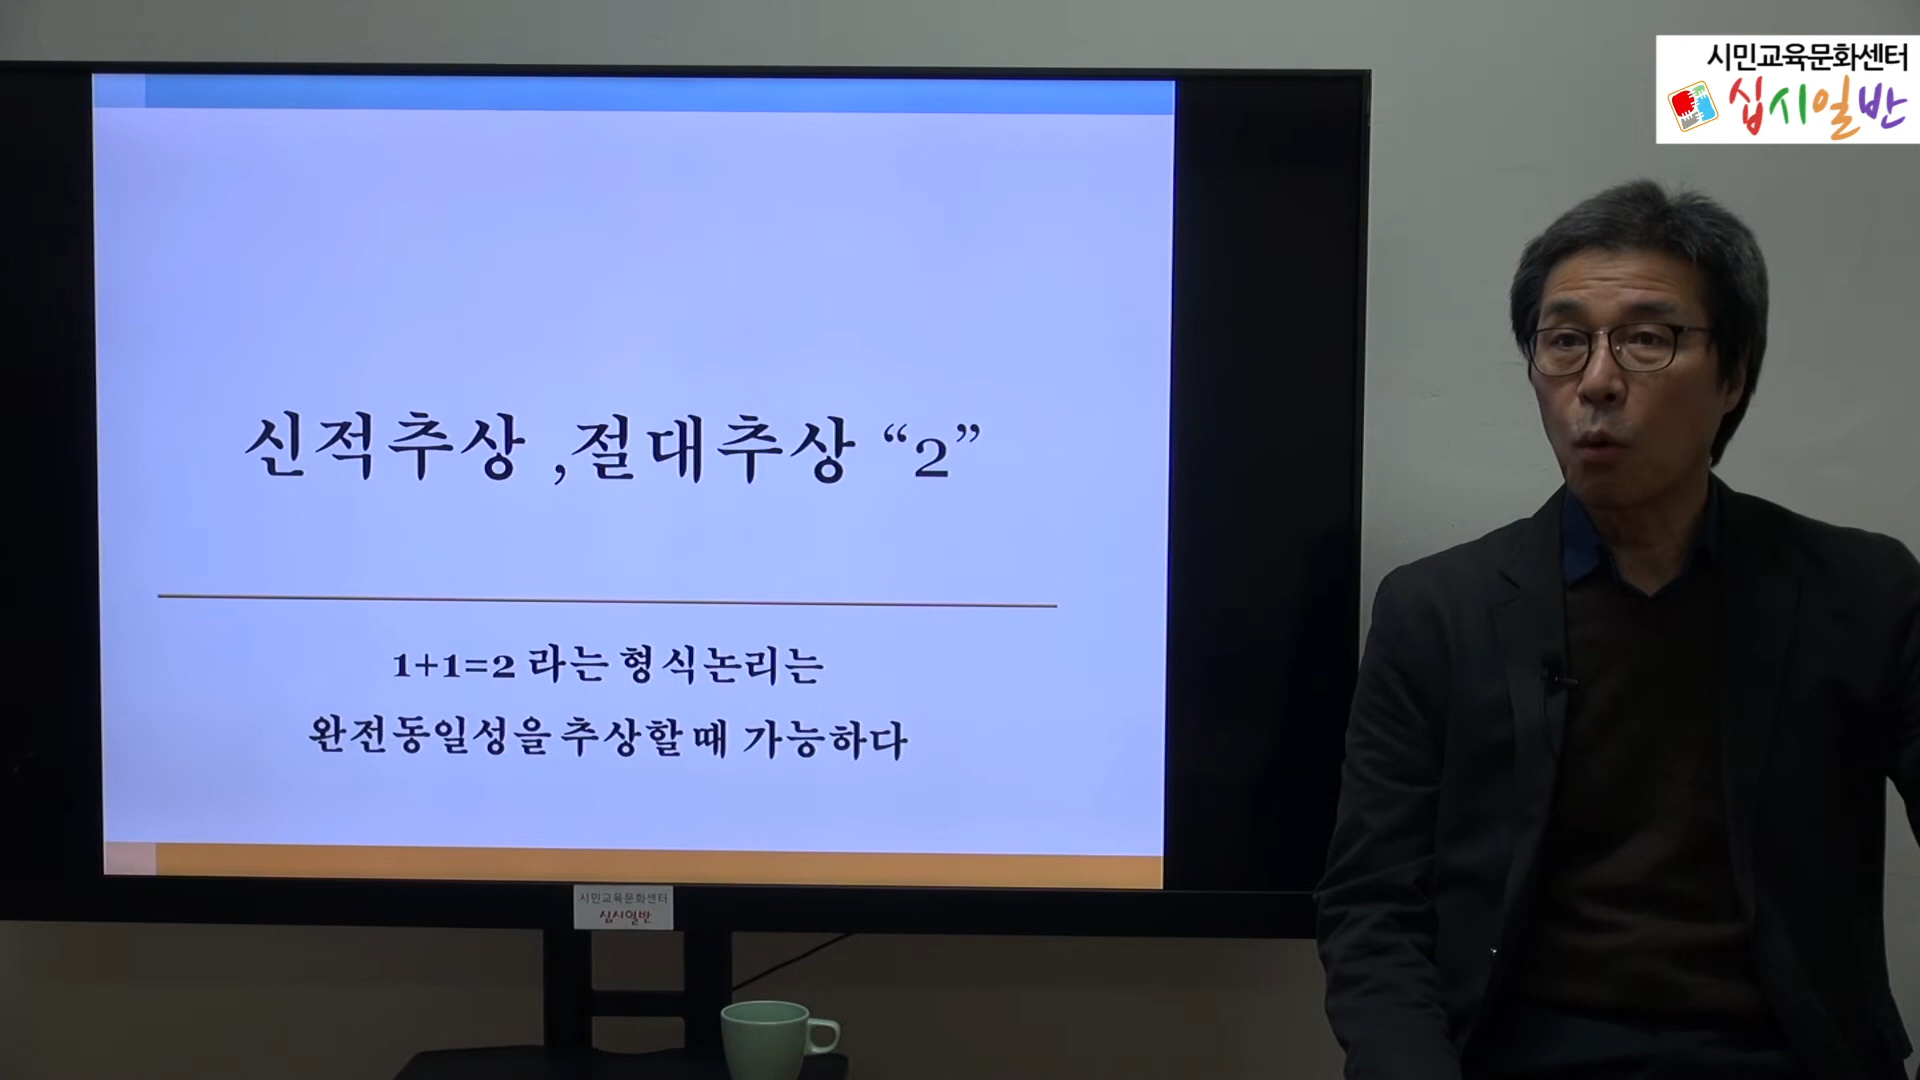 시민교육문화센터
십시일반
신적추상 ,절대추상 “2”
1+1=2 라는 형식논리는
완전동일성을 추상할 때 가능하다
시민교육문화센터
십시일반